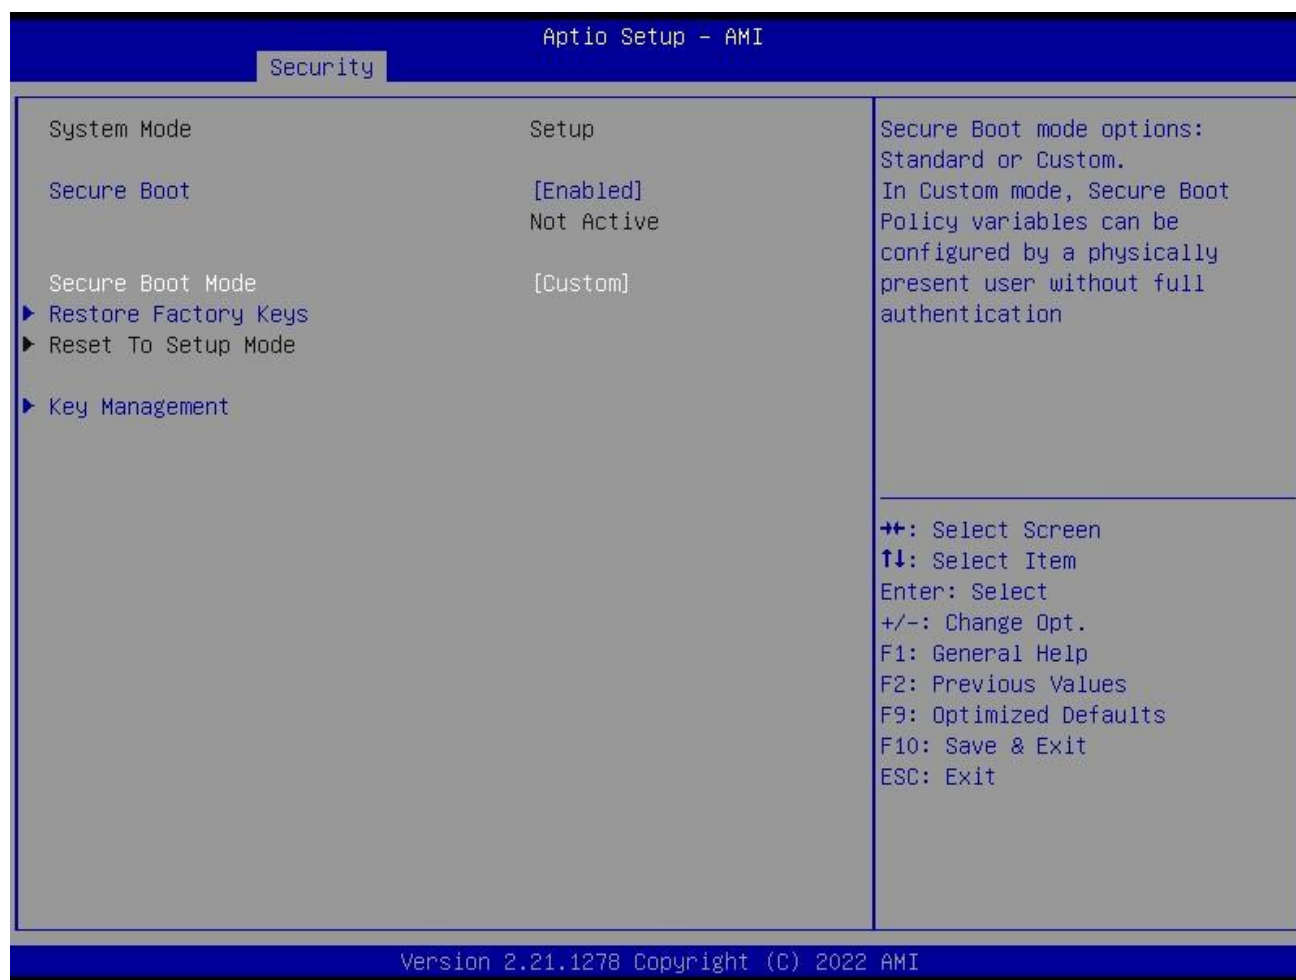 Aptio Setup – AMI
Security
System Mode Setup
Secure Boot [Enabled]
Not Active
Secure Boot Mode [Custom]
▶ Restore Factory Keys
▶ Reset To Setup Mode
▶ Key Management
Secure Boot mode options:
Standard or Custom.
In Custom mode, Secure Boot
Policy variables can be
configured by a physically
present user without full
authentication
→←: Select Screen
↑↓: Select Item
Enter: Select
+/-: Change Opt.
F1: General Help
F2: Previous Values
F9: Optimized Defaults
F10: Save & Exit
ESC: Exit
Version 2.21.1278 Copyright (C) 2022 AMI